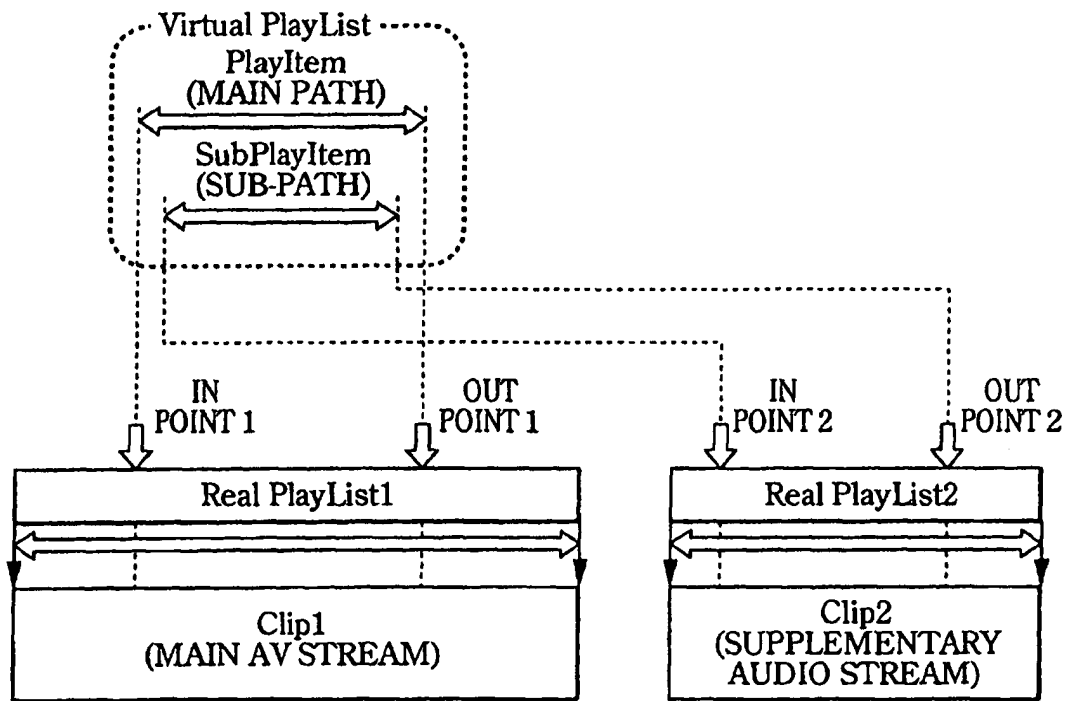 Virtual PlayList
PlayItem
(MAIN PATH)
SubPlayItem
(SUB-PATH)
IN
POINT 1
OUT
POINT 1
IN
POINT 2
OUT
POINT 2
Real PlayList1
Real PlayList2
Clip1
(MAIN AV STREAM)
Clip2
(SUPPLEMENTARY
AUDIO STREAM)